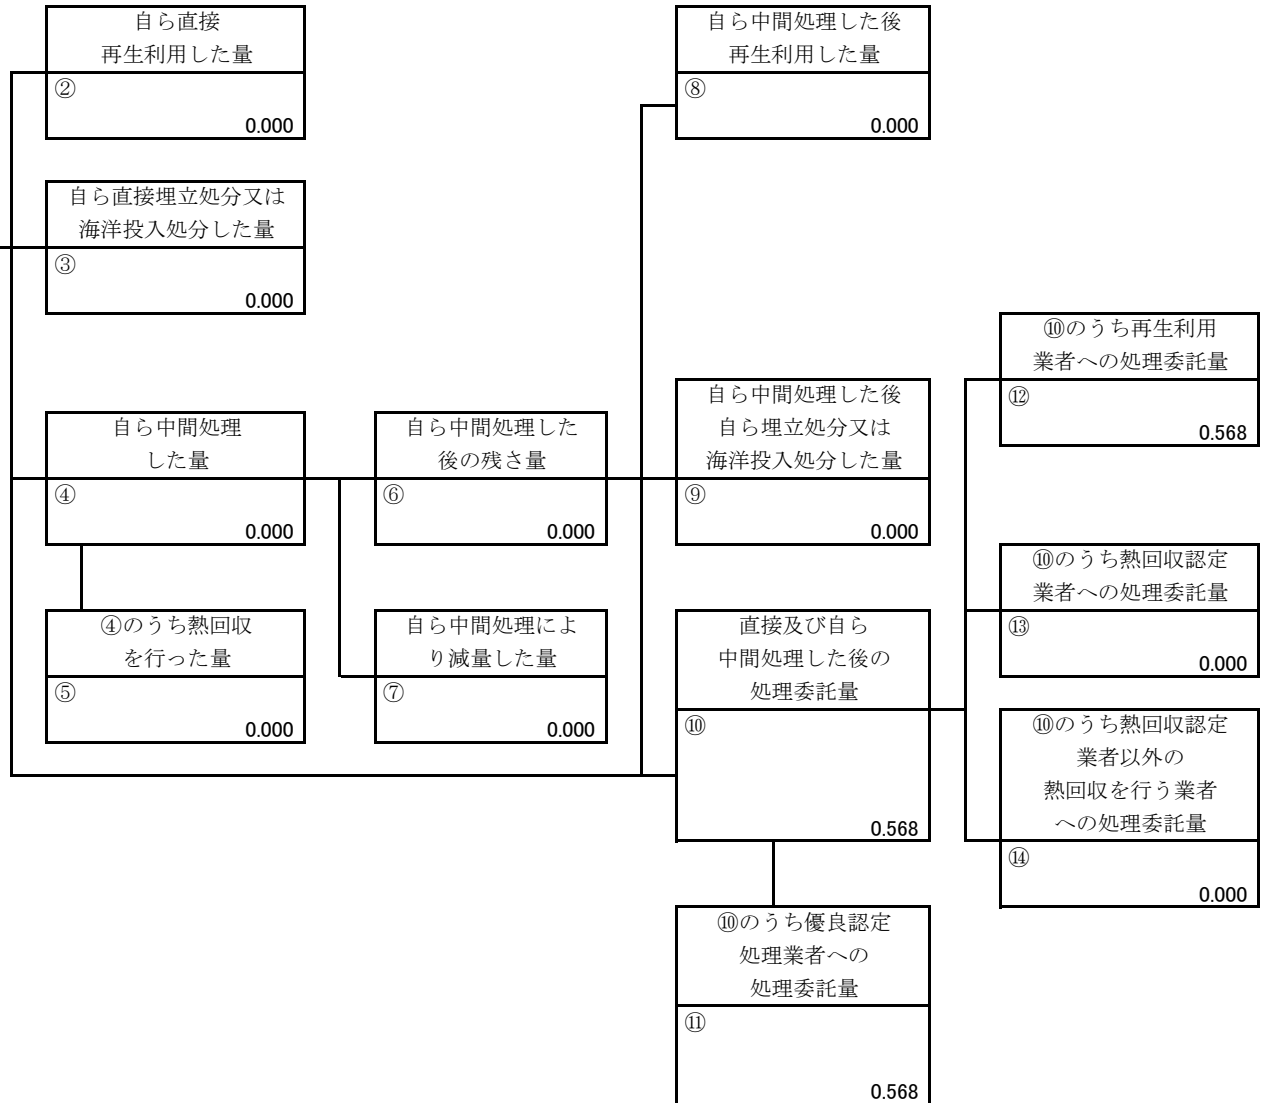 自ら直接
再生利用した量
②
0.000
自ら中間処理した後
再生利用した量
⑧
0.000
自ら直接埋立処分又は
海洋投入処分した量
③
0.000
⑩のうち再生利用
業者への処理委託量
⑫
0.568
自ら中間処理
した量
④
0.000
自ら中間処理した
後の残さ量
⑥
0.000
自ら中間処理した後
自ら埋立処分又は
海洋投入処分した量
⑨
0.000
⑩のうち熱回収認定
業者への処理委託量
⑬
0.000
④のうち熱回収
を行った量
⑤
0.000
自ら中間処理によ
り減量した量
⑦
0.000
直接及び自ら
中間処理した後の
処理委託量
⑩
0.568
⑩のうち熱回収認定
業者以外の
熱回収を行う業者
への処理委託量
⑭
0.000
⑩のうち優良認定
処理業者への
処理委託量
⑪
0.568